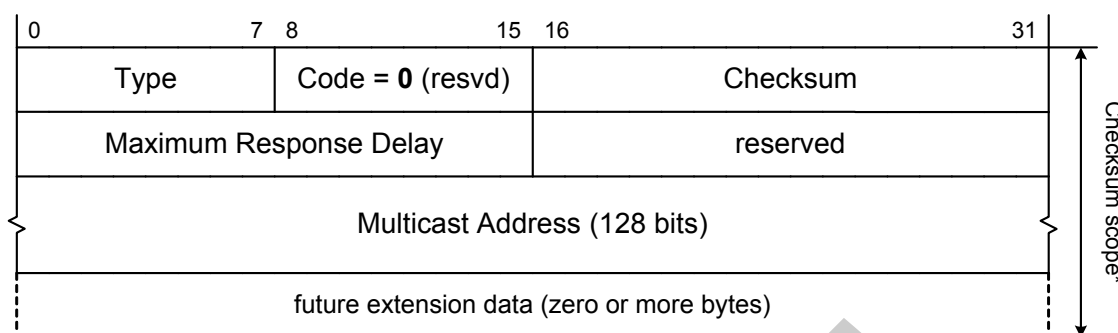 0 7 8 15 16 31
Type Code = 0 (resvd) Checksum
Maximum Response Delay reserved
Multicast Address (128 bits)
future extension data (zero or more bytes)
Checksum scope*